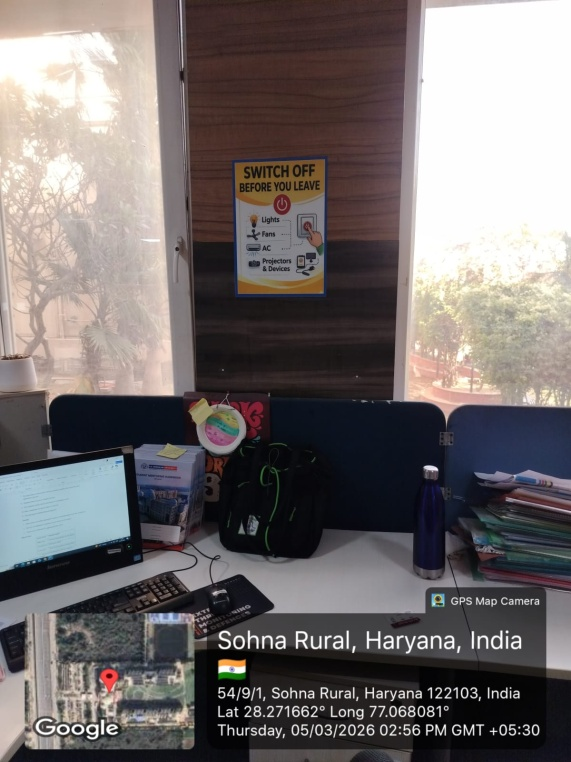 SWITCH OFF
BEFORE YOU LEAVE
Lights
Fans
AC
Projectors
& Devices
GPS Map Camera
Sohna Rural, Haryana, India
54/9/1, Sohna Rural, Haryana 122103, India
Lat 28.271662° Long 77.068081°
Thursday, 05/03/2026 02:56 PM GMT +05:30
Google